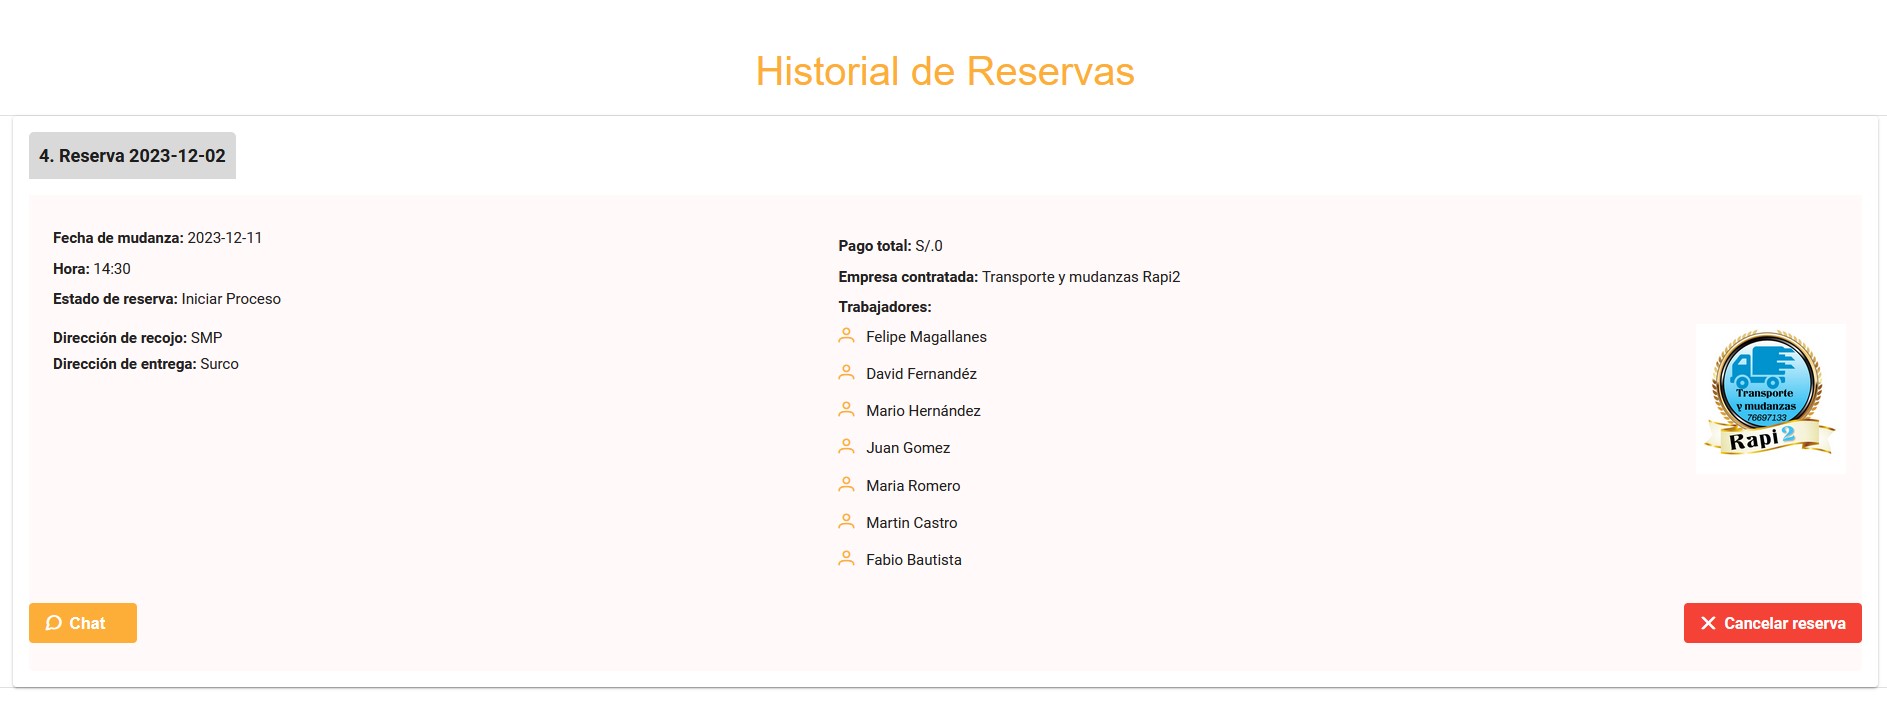 Historial de Reservas
4. Reserva 2023-12-02
Fecha de mudanza: 2023-12-11
Hora: 14:30
Estado de reserva: Iniciar Proceso
Dirección de recojo: SMP
Dirección de entrega: Surco
Pago total: S/.0
Empresa contratada: Transporte y mudanzas Rapi2
Trabajadores:
Felipe Magallanes
David Fernandéz
Mario Hernández
Juan Gomez
Maria Romero
Martin Castro
Fabio Bautista
Transporte
y mudanzas
76697133
Rapi 2
Chat
Cancelar reserva